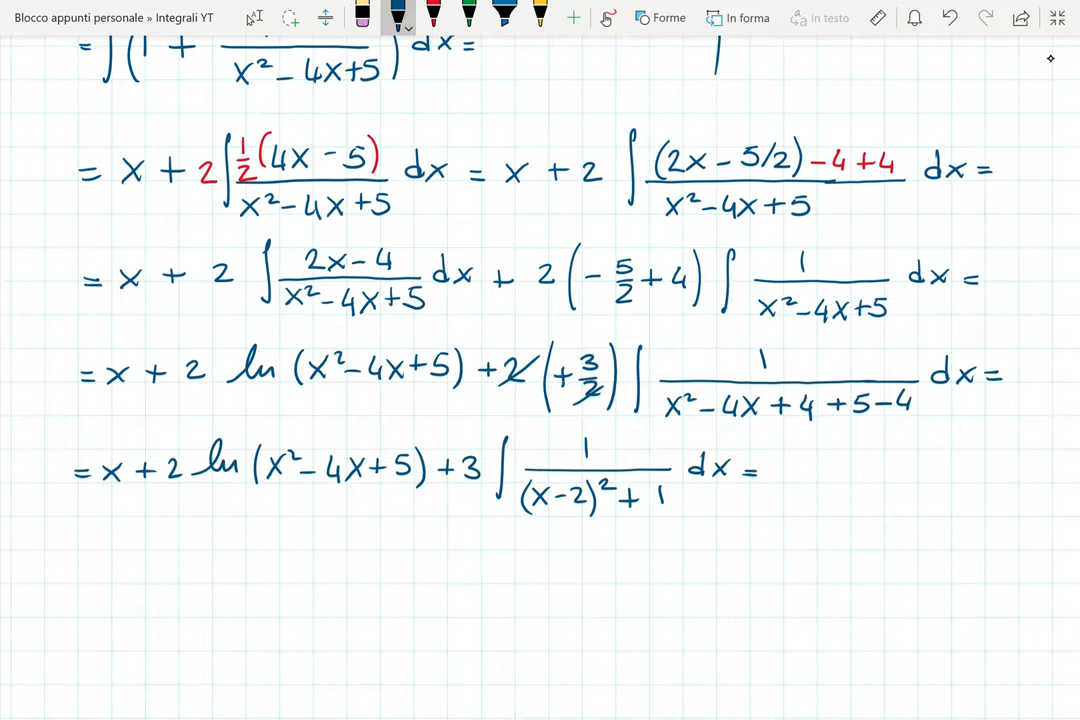 Blocco appunti personale » Integrali YT Forme In forma In testo
= ∫(1 + / x² - 4x+5) dx =
= x + 2∫ ½(4x - 5) / x² - 4x + 5 dx = x + 2 ∫ (2x - 5/2) - 4 + 4 / x² - 4x + 5 dx =
= x + 2 ∫ 2x - 4 / x² - 4x + 5 dx + 2 (- 5/2 + 4) ∫ 1 / x² - 4x + 5 dx =
= x + 2 ln (x² - 4x + 5) + 2 (+ 3/2) ∫ 1 / x² - 4x + 4 + 5 - 4 dx =
= x + 2 ln (x² - 4x + 5) + 3 ∫ 1 / (x - 2)² + 1 dx =